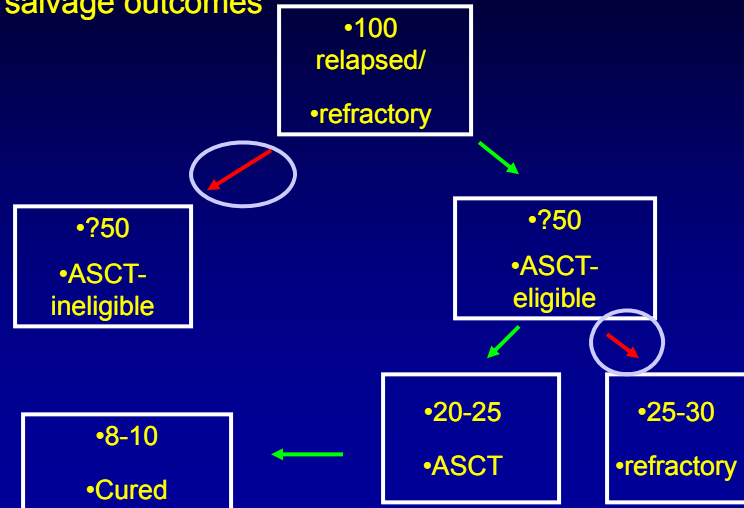 salvage outcomes
•100
relapsed/
•refractory
•?50
•ASCT-
ineligible
•?50
•ASCT-
eligible
•20-25
•ASCT
•25-30
•refractory
•8-10
•Cured